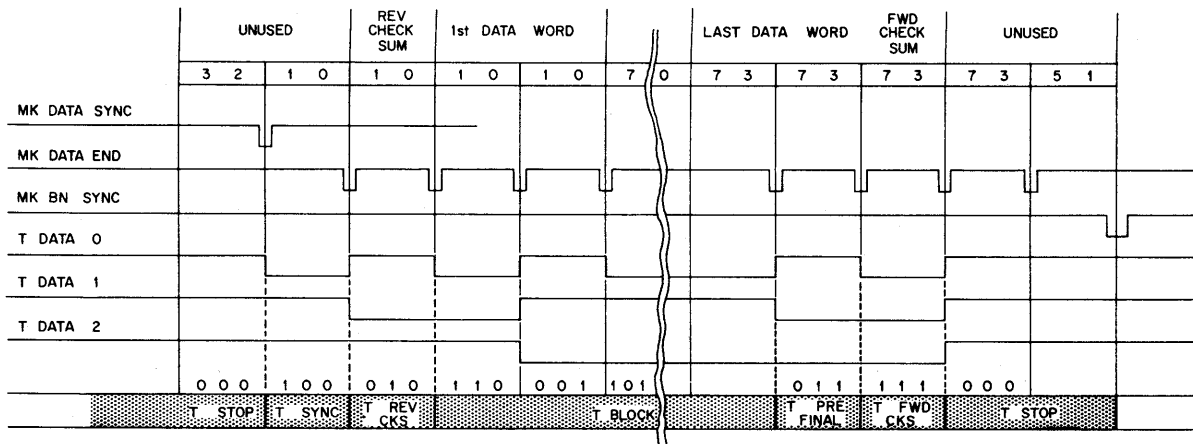 UNUSED REV CHECK SUM 1st DATA WORD LAST DATA WORD FWD CHECK SUM UNUSED
3 2 1 0 1 0 1 0 1 0 7 0 7 3 7 3 7 3 7 3 5 1
MK DATA SYNC
MK DATA END
MK BN SYNC
T DATA 0
T DATA 1
T DATA 2
0 0 0 1 0 0 0 1 0 1 1 0 0 0 1 1 0 1 0 1 1 1 1 1 0 0 0
T STOP T SYNC T REV CKS T BLOCK T PRE FINAL T FWD CKS T STOP